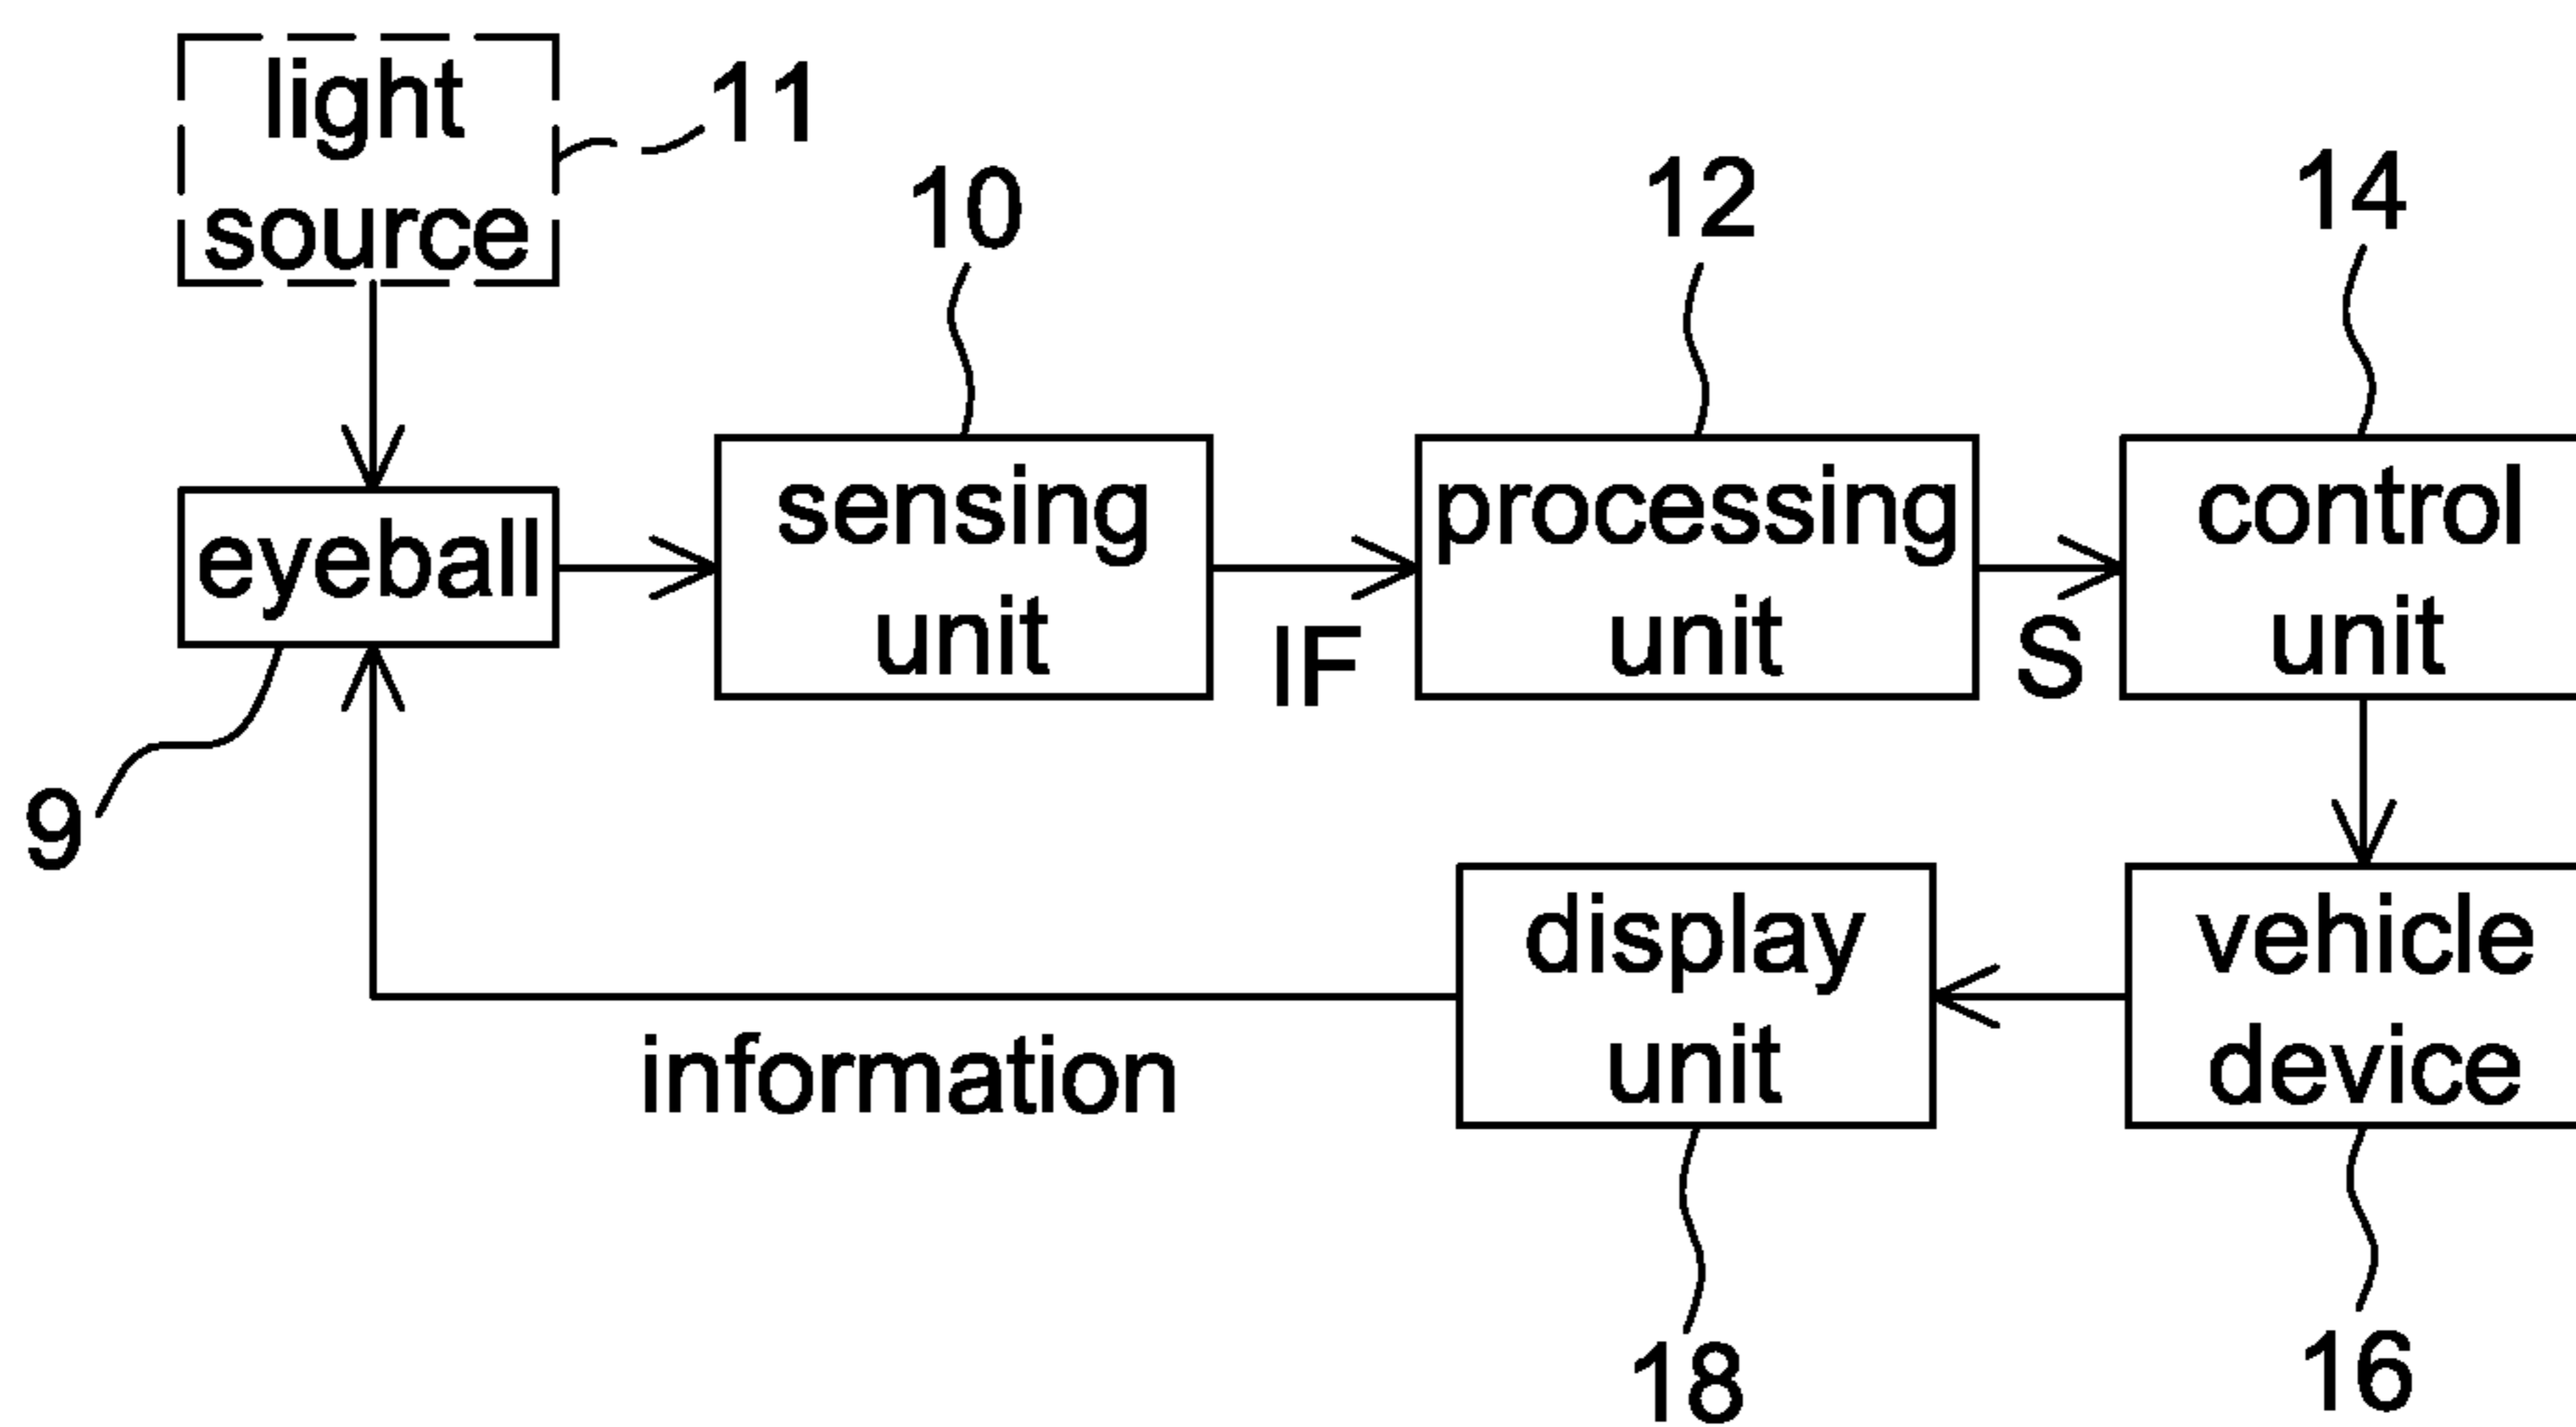 light
source
11
10
12
14
eyeball
sensing
unit
processing
unit
control
unit
IF
S
9
display
unit
vehicle
device
information
18
16